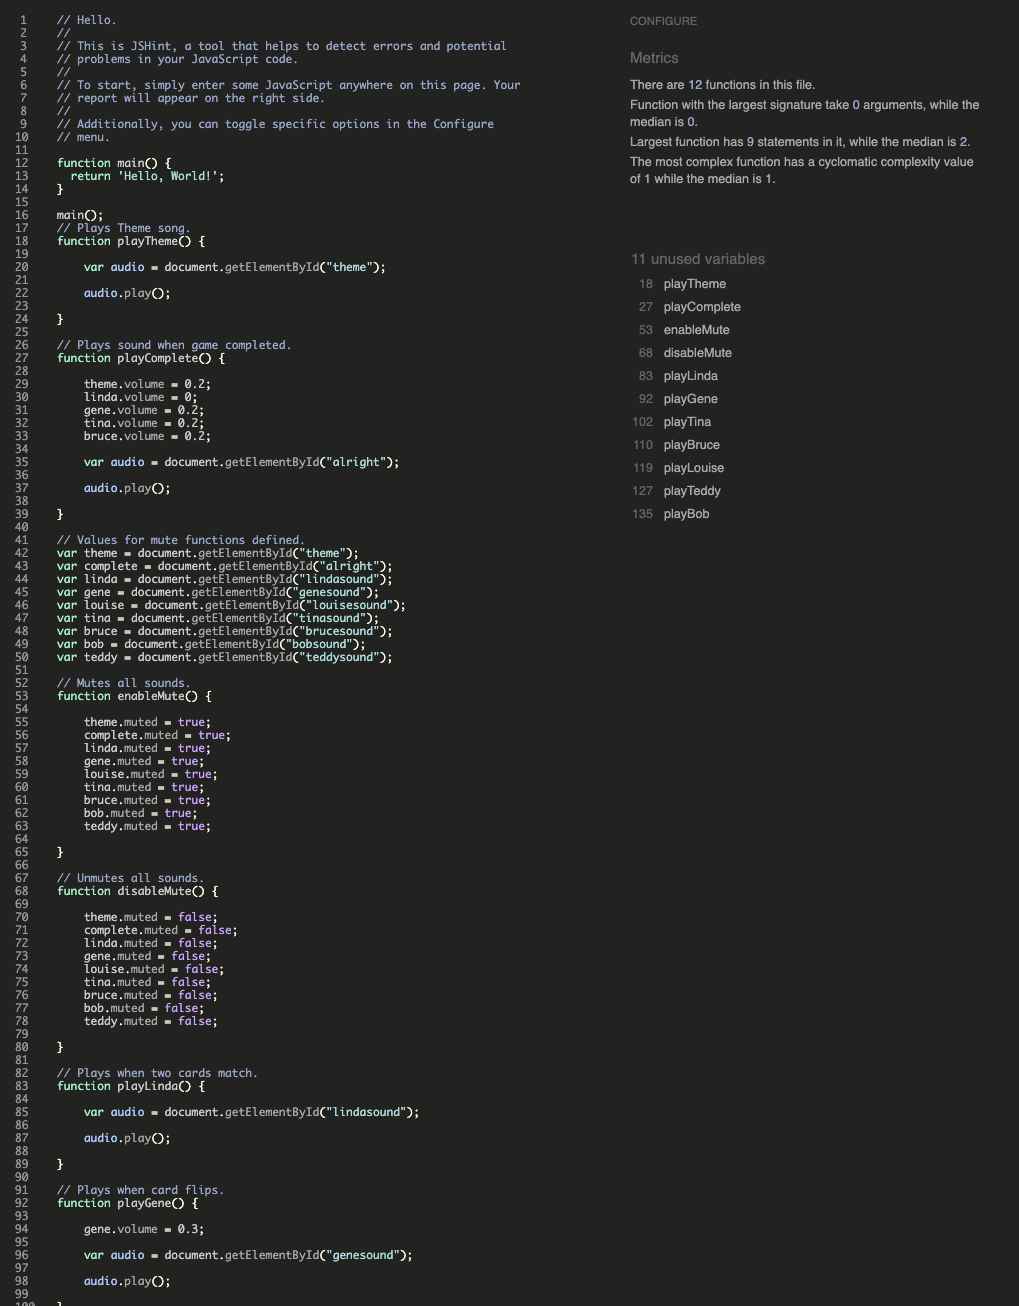 1 // Hello.
2 //
3 // This is JSHint, a tool that helps to detect errors and potential
4 // problems in your JavaScript code.
5 //
6 // To start, simply enter some JavaScript anywhere on this page. Your
7 // report will appear on the right side.
8 //
9 // Additionally, you can toggle specific options in the Configure
10 // menu.
11
12 function main() {
13   return 'Hello, World!';
14 }
15
16 main();
17 // Plays Theme song.
18 function playTheme() {
19
20     var audio = document.getElementById("theme");
21
22     audio.play();
23
24 }
25
26 // Plays sound when game completed.
27 function playComplete() {
28
29     theme.volume = 0.2;
30     linda.volume = 0;
31     gene.volume = 0.2;
32     tina.volume = 0.2;
33     bruce.volume = 0.2;
34
35     var audio = document.getElementById("alright");
36
37     audio.play();
38
39 }
40
41 // Values for mute functions defined.
42 var theme = document.getElementById("theme");
43 var complete = document.getElementById("alright");
44 var linda = document.getElementById("lindasound");
45 var gene = document.getElementById("genesound");
46 var louise = document.getElementById("louisesound");
47 var tina = document.getElementById("tinasound");
48 var bruce = document.getElementById("brucesound");
49 var bob = document.getElementById("bobsound");
50 var teddy = document.getElementById("teddysound");
51
52 // Mutes all sounds.
53 function enableMute() {
54
55     theme.muted = true;
56     complete.muted = true;
57     linda.muted = true;
58     gene.muted = true;
59     louise.muted = true;
60     tina.muted = true;
61     bruce.muted = true;
62     bob.muted = true;
63     teddy.muted = true;
64
65 }
66
67 // Unmutes all sounds.
68 function disableMute() {
69
70     theme.muted = false;
71     complete.muted = false;
72     linda.muted = false;
73     gene.muted = false;
74     louise.muted = false;
75     tina.muted = false;
76     bruce.muted = false;
77     bob.muted = false;
78     teddy.muted = false;
79
80 }
81
82 // Plays when two cards match.
83 function playLinda() {
84
85     var audio = document.getElementById("lindasound");
86
87     audio.play();
88
89 }
90
91 // Plays when card flips.
92 function playGene() {
93
94     gene.volume = 0.3;
95
96     var audio = document.getElementById("genesound");
97
98     audio.play();
99
100 }
CONFIGURE
Metrics
There are 12 functions in this file.
Function with the largest signature take 0 arguments, while the
median is 0.
Largest function has 9 statements in it, while the median is 2.
The most complex function has a cyclomatic complexity value
of 1 while the median is 1.
11 unused variables
18 playTheme
27 playComplete
53 enableMute
68 disableMute
83 playLinda
92 playGene
102 playTina
110 playBruce
119 playLouise
127 playTeddy
135 playBob